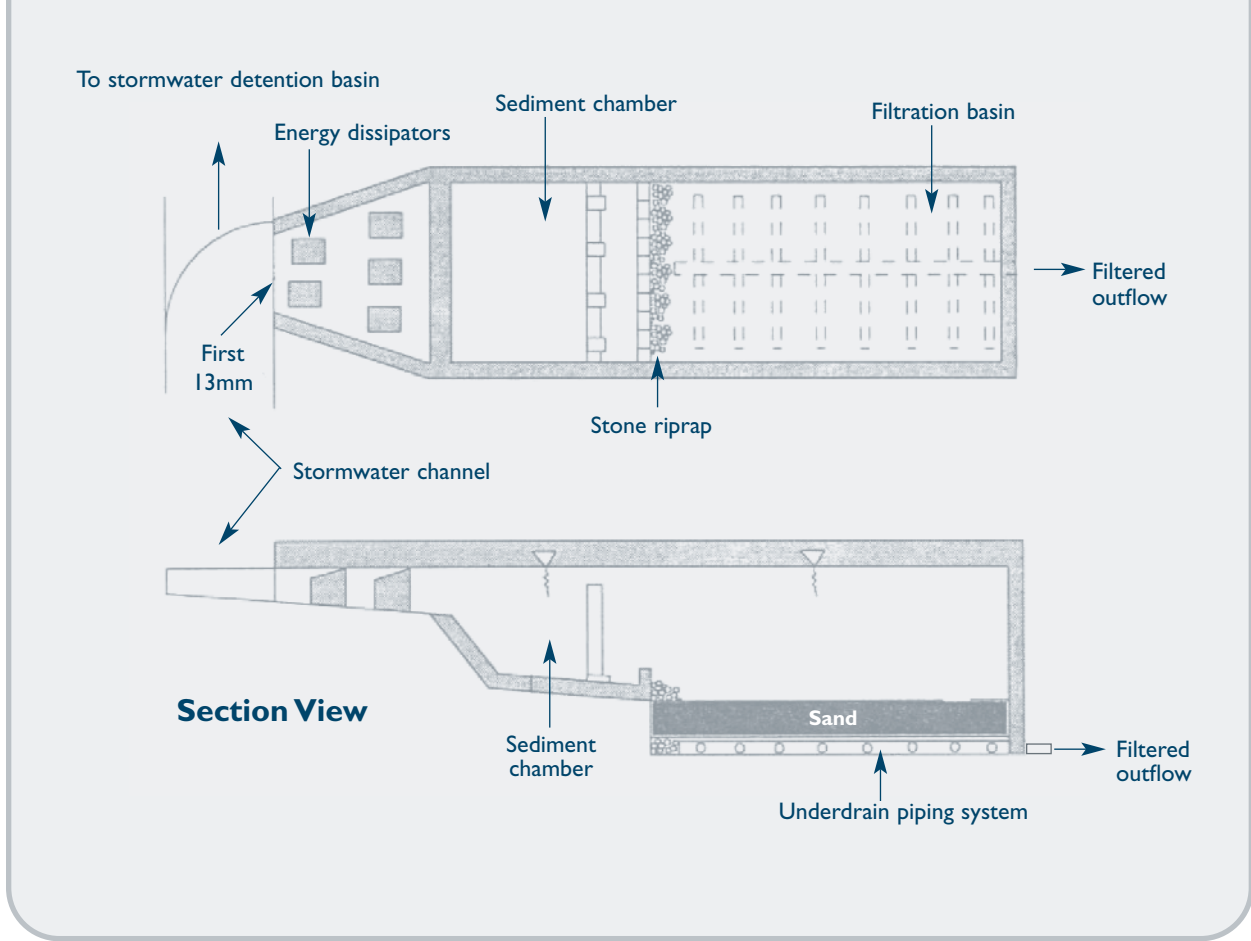 To stormwater detention basin
Sediment chamber
Filtration basin
Energy dissipators
Filtered
outflow
First
13mm
Stone riprap
Stormwater channel
Section View
Sand
Sediment
chamber
Filtered
outflow
Underdrain piping system